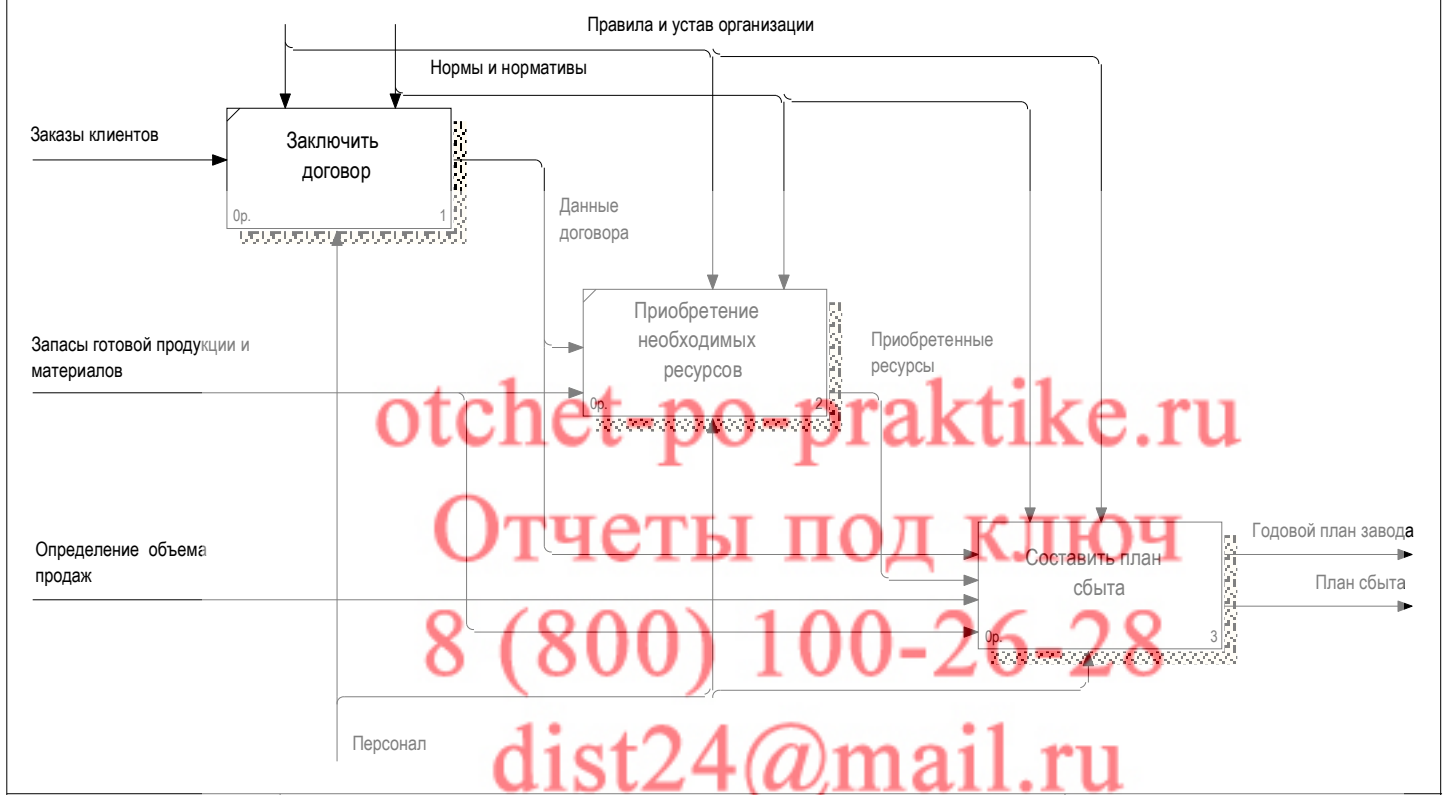 Правила и устав организации
Нормы и нормативы
Заказы клиентов
Заключить
договор
0р.
1
Данные
договора
Приобретение
необходимых
ресурсов
0р.
2
Запасы готовой продукции и
материалов
Приобретенные
ресурсы
otchet-po-praktike.ru
Отчеты под ключ
Определение объема
продаж
Составить план
сбыта
0р.
3
Годовой план завода
План сбыта
8 (800) 100-26-28
Персонал
dist24@mail.ru